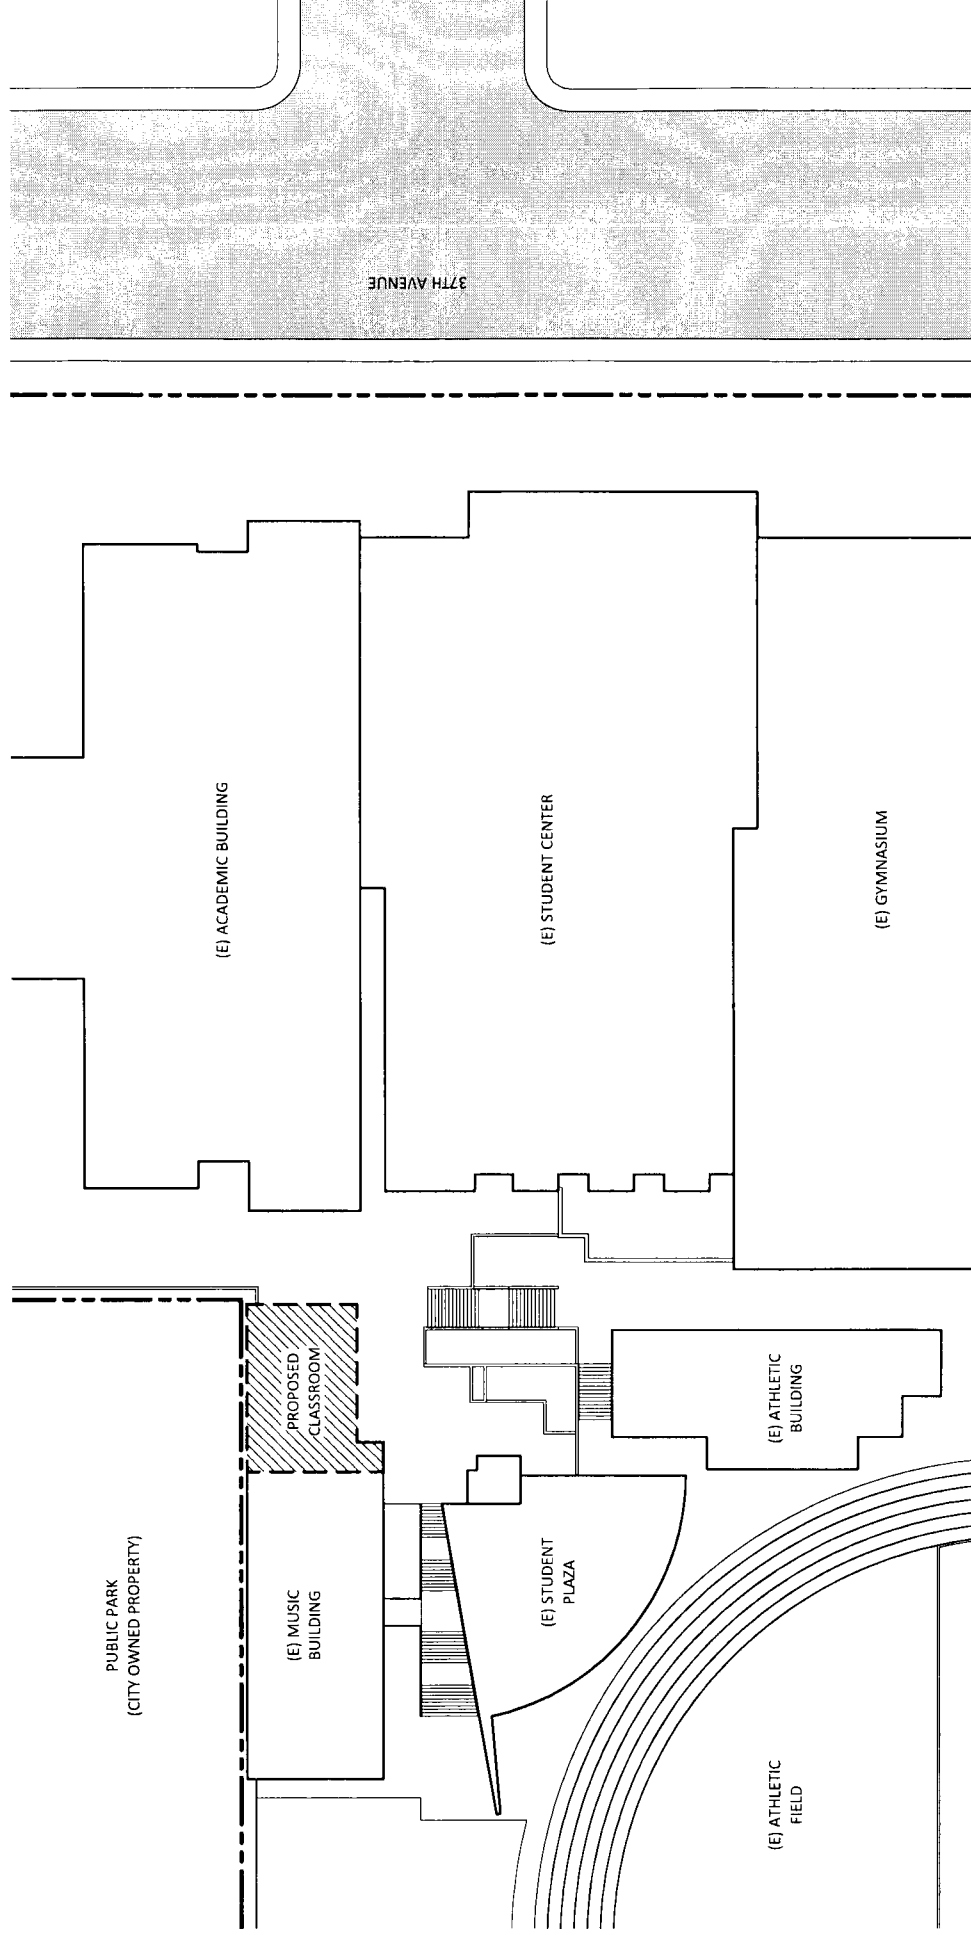 37TH AVENUE
(E) ACADEMIC BUILDING
(E) STUDENT CENTER
(E) GYMNASIUM
PROPOSED
CLASSROOM
(E) ATHLETIC
BUILDING
PUBLIC PARK
(CITY OWNED PROPERTY)
(E) MUSIC
BUILDING
(E) STUDENT
PLAZA
(E) ATHLETIC
FIELD